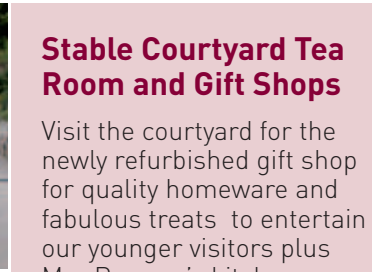 Stable Courtyard Tea
Room and Gift Shops
Visit the courtyard for the
newly refurbished gift shop
for quality homeware and
fabulous treats to entertain
our younger visitors plus